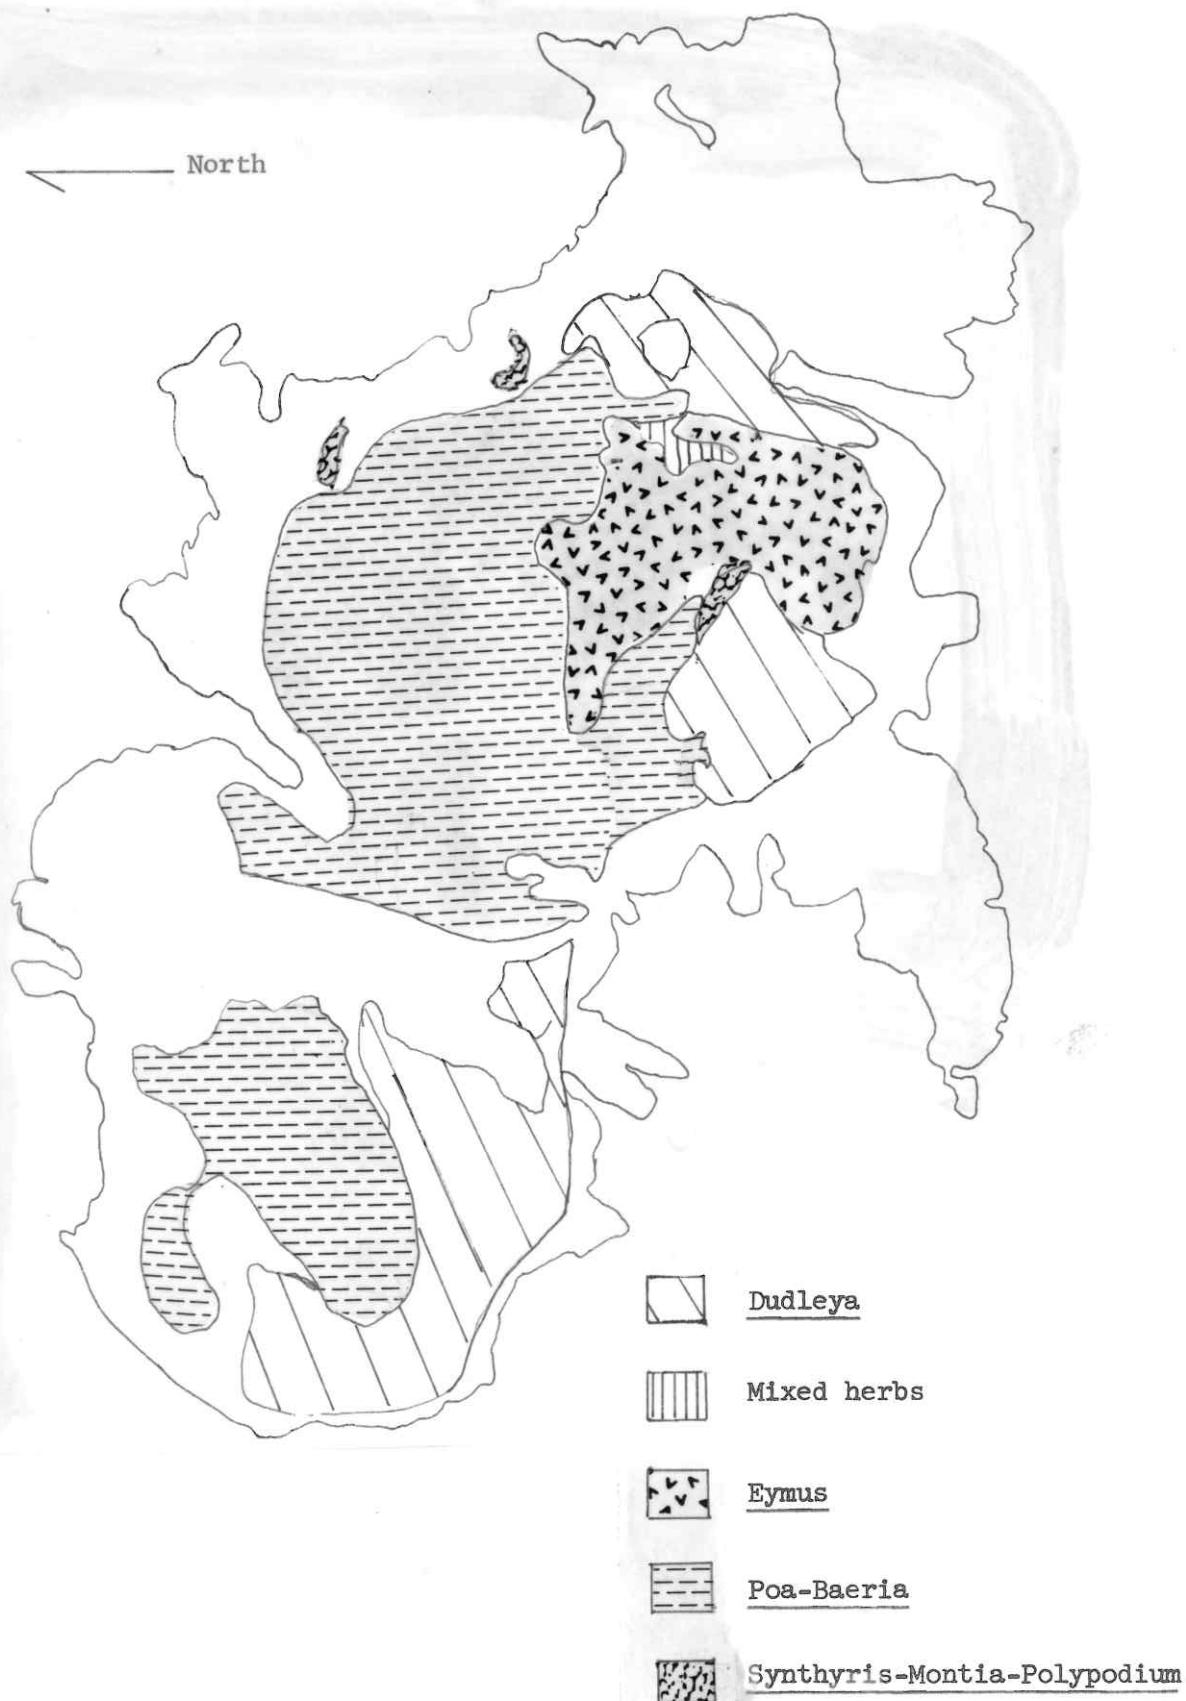 North
Dudleya
Mixed herbs
Eymus
Poa-Baeria
Synthyris-Montia-Polypodium